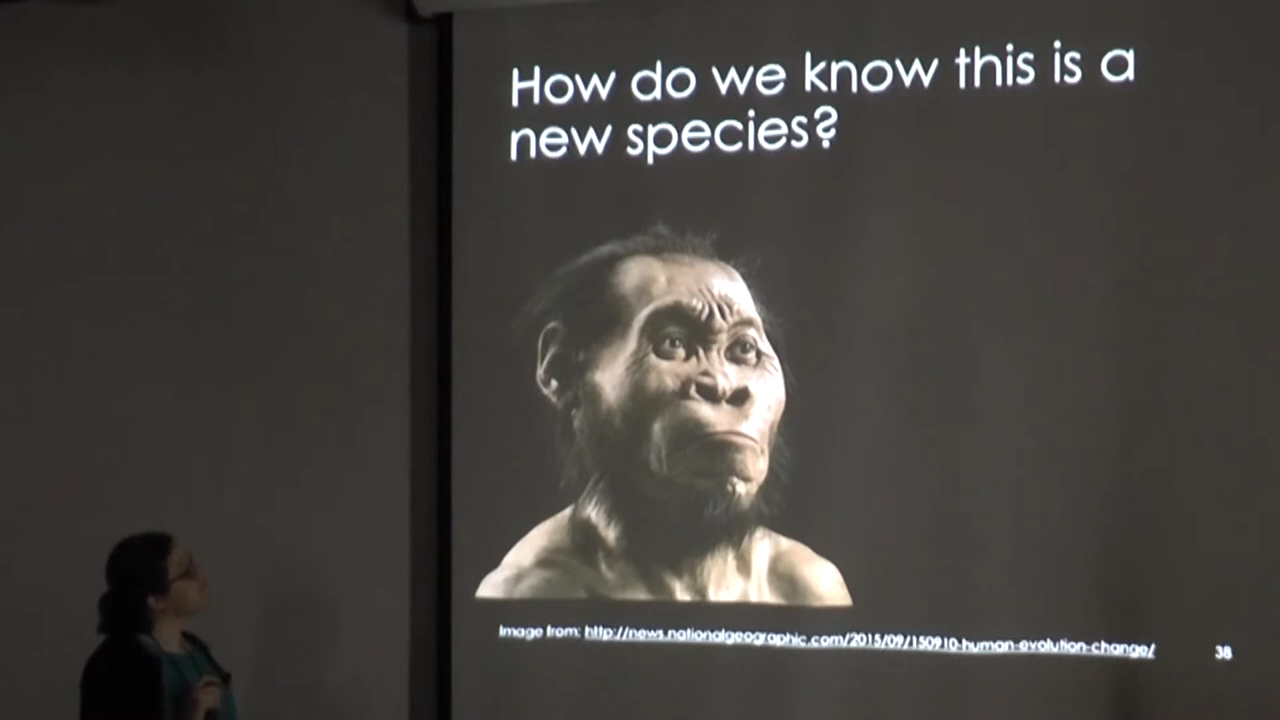 How do we know this is a
new species?
Image from: http://news.nationalgeographic.com/2015/09/150910-human-evolution-change/
38